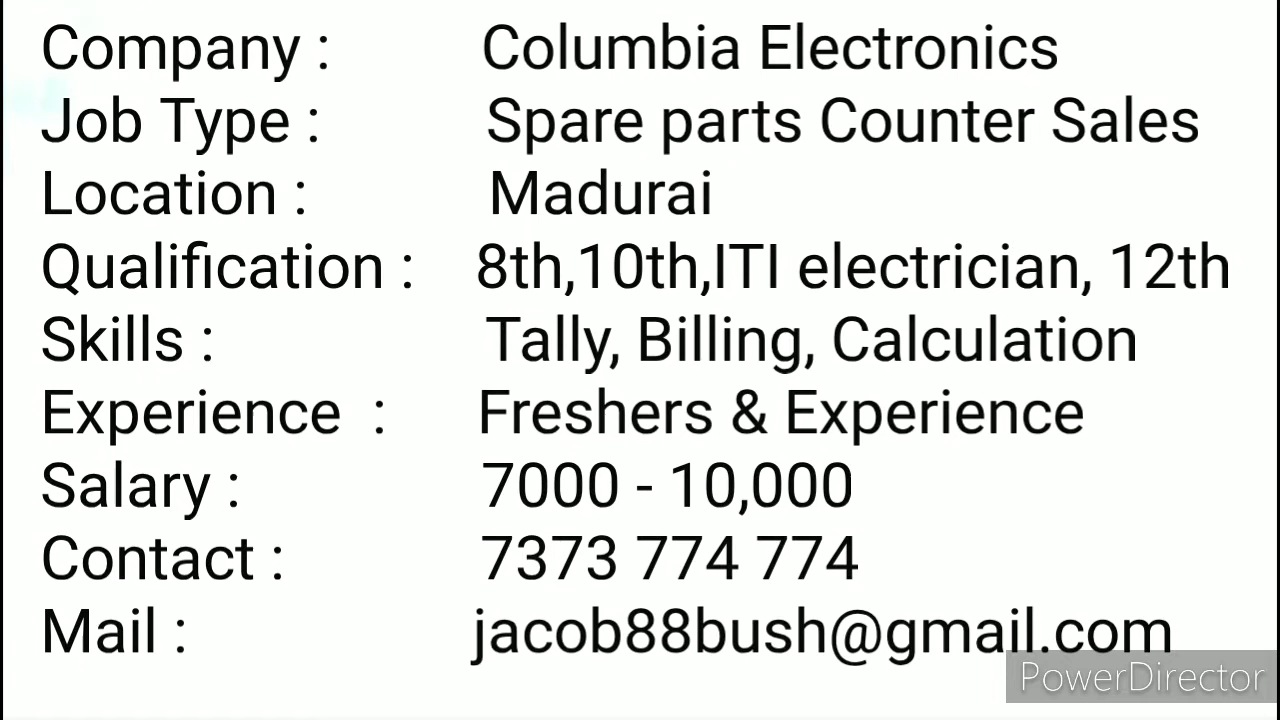 Company : Columbia Electronics
Job Type : Spare parts Counter Sales
Location : Madurai
Qualification : 8th,10th,ITI electrician, 12th
Skills : Tally, Billing, Calculation
Experience : Freshers & Experience
Salary : 7000 - 10,000
Contact : 7373 774 774
Mail : jacob88bush@gmail.com
PowerDirector